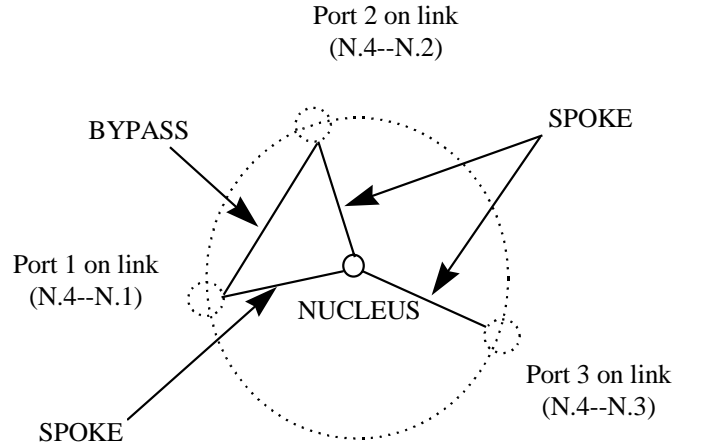 Port 2 on link
(N.4--N.2)
BYPASS
SPOKE
Port 1 on link
(N.4--N.1)
NUCLEUS
Port 3 on link
(N.4--N.3)
SPOKE